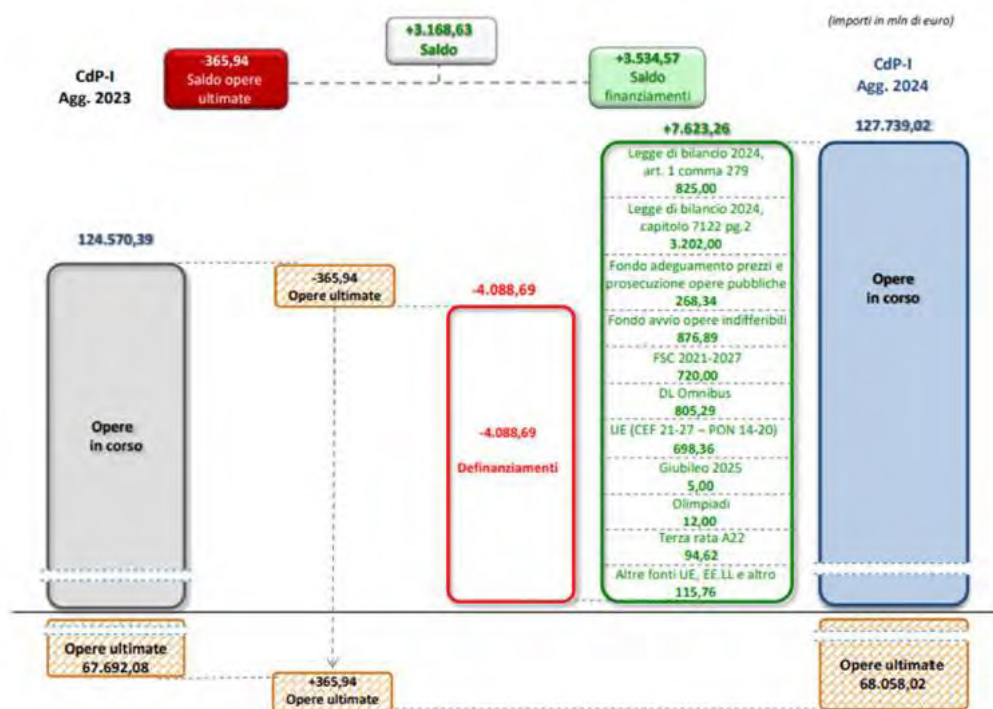 (importi in mln di euro)
+3.168,63
Saldo
-365,94
Saldo opere
ultimate
+3.534,57
Saldo
finanziamenti
CdP-I
Agg. 2023
CdP-I
Agg. 2024
+7.623,26
127.739,02
Legge di bilancio 2024,
art. 1 comma 279
825,00
Legge di bilancio 2024,
capitolo 7122 pg.2
3.202,00
Fondo adeguamento prezzi e
prosecuzione opere pubbliche
268,34
Fondo avvio opere indifferibili
876,89
FSC 2021-2027
720,00
DL Omnibus
805,29
UE (CEF 21-27 – PON 14-20)
698,36
Giubileo 2025
5,00
Olimpiadi
12,00
Terza rata A22
94,62
Altre fonti UE, EE.LL e altro
115,76
124.570,39
-365,94
Opere ultimate
-4.088,69
Opere
in corso
-4.088,69
Definanziamenti
Opere
in corso
Opere ultimate
67.692,08
+365,94
Opere ultimate
Opere ultimate
68.058,02